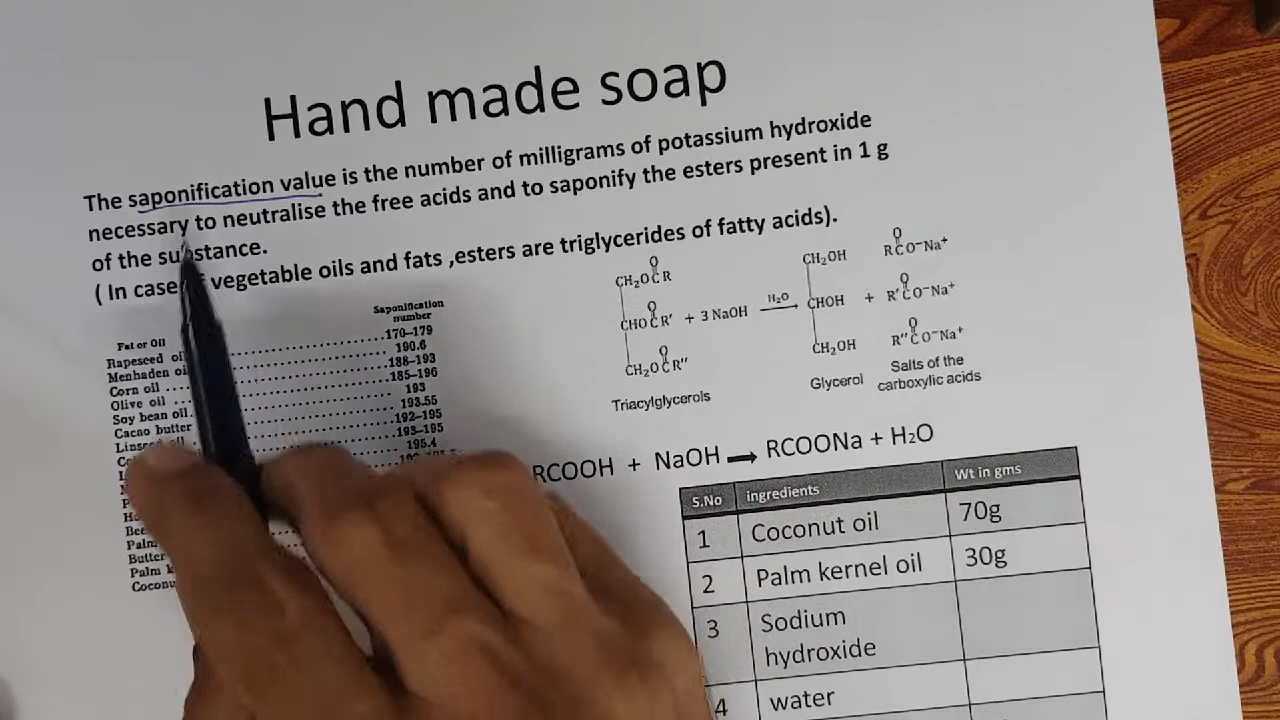 Hand made soap
The saponification value is the number of milligrams of potassium hydroxide
necessary to neutralise the free acids and to saponify the esters present in 1 g
of the substance.
( In case vegetable oils and fats ,esters are triglycerides of fatty acids).
Fat or Oil Saponification number
Rapeseed 170–179
Menhaden 190.6
Corn oil 188–193
Olive oil 185–196
Soy bean oil 193
Cacao butter 193.55
Linseed oil 192–195
193–195
195.4
Palm
Butter
Palm
CH₂OCR
O
CHOCR'
O
CH₂OCR''
O
Triacylglycerols
+ 3 NaOH
H₂O
→
CH₂OH
CHOH
CH₂OH
Glycerol
+
RCO⁻Na⁺
O
R'CO⁻Na⁺
O
R''CO⁻Na⁺
O
Salts of the
carboxylic acids
RCOOH + NaOH → RCOONa + H₂O
S.No ingredients Wt in gms
1 Coconut oil 70g
2 Palm kernel oil 30g
3 Sodium
hydroxide
4 water